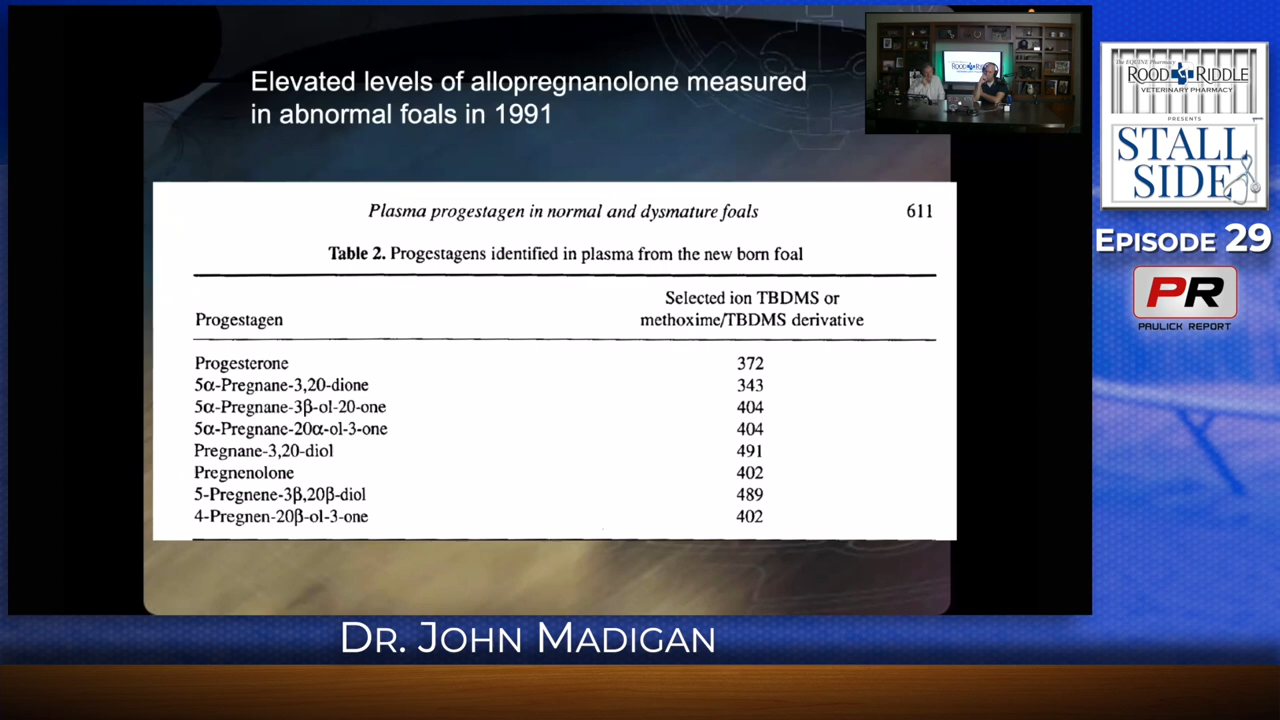 Elevated levels of allopregnanolone measured
in abnormal foals in 1991
Plasma progestagen in normal and dysmature foals 611
Table 2. Progestagens identified in plasma from the new born foal
Selected ion TBDMS or
Progestagen methoxime/TBDMS derivative
Progesterone 372
5α-Pregnane-3,20-dione 343
5α-Pregnane-3β-ol-20-one 404
5α-Pregnane-20α-ol-3-one 404
Pregnane-3,20-diol 491
Pregnenolone 402
5-Pregnene-3β,20β-diol 489
4-Pregnen-20β-ol-3-one 402
The EQUINE Pharmacy
ROOD RIDDLE
VETERINARY PHARMACY
PRESENTS
STALL
SIDE
EPISODE 29
PR
PAULICK REPORT
DR. JOHN MADIGAN